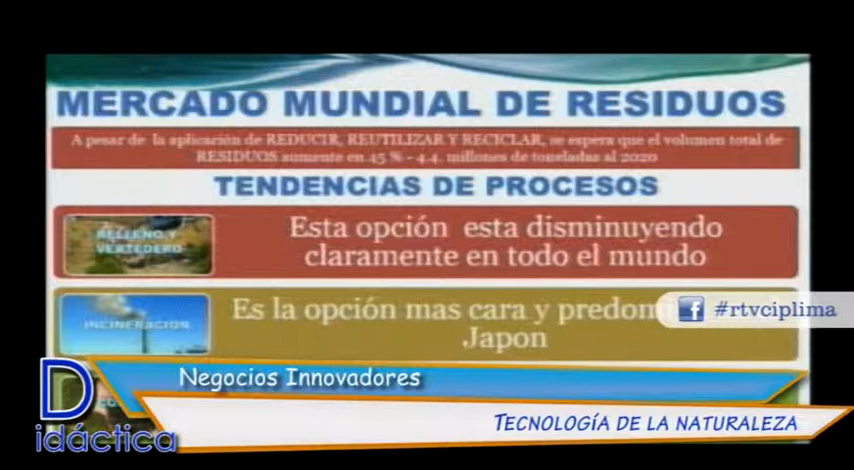 MERCADO MUNDIAL DE RESIDUOS
A pesar de la aplicación de REDUCIR, REUTILIZAR Y RECICLAR, se espera que el volumen total de
RESIDUOS aumente en 45 % - 4.4. millones de toneladas al 2020
TENDENCIAS DE PROCESOS
RELLENO Y
VERTEDERO
Esta opción esta disminuyendo
claramente en todo el mundo
INCINERACION
Es la opción mas cara y
Japon
#rtvciplima
Negocios Innovadores
TECNOLOGÍA DE LA NATURALEZA
Didáctica